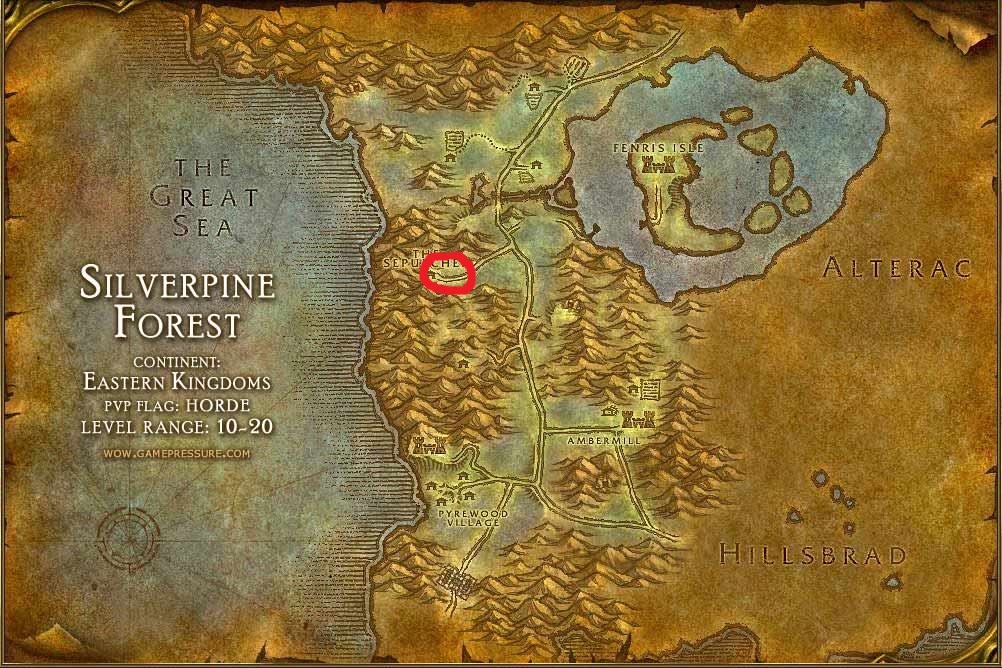 THE
GREAT
SEA
SILVERPINE
FOREST
CONTINENT:
EASTERN KINGDOMS
PVP FLAG: HORDE
LEVEL RANGE: 10-20
WOW.GAMEPRESSURE.COM
FENRIS ISLE
THE
SEPULCHER
ALTERAC
AMBERMILL
PYREWOOD
VILLAGE
HILLSBRAD